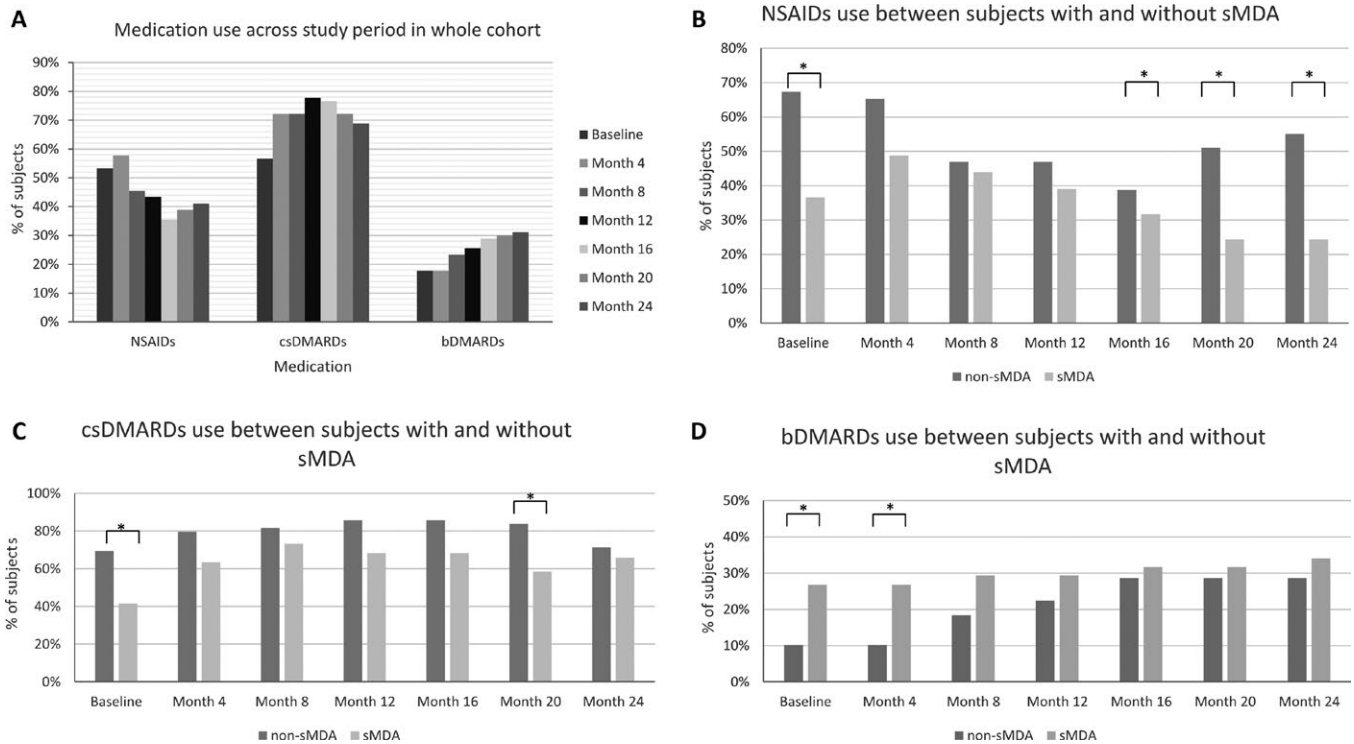 A
Medication use across study period in whole cohort
90%
80%
70%
60%
50%
40%
30%
20%
10%
0%
% of subjects
NSAIDs csDMARDs bDMARDs
Medication
Baseline
Month 4
Month 8
Month 12
Month 16
Month 20
Month 24
B
NSAIDs use between subjects with and without sMDA
80%
70%
60%
50%
40%
30%
20%
10%
0%
% of subjects
* * * *
Baseline Month 4 Month 8 Month 12 Month 16 Month 20 Month 24
non-sMDA sMDA
C
csDMARDs use between subjects with and without
sMDA
100%
80%
60%
40%
20%
0%
% of subjects
* *
Baseline Month 4 Month 8 Month 12 Month 16 Month 20 Month 24
non-sMDA sMDA
D
bDMARDs use between subjects with and without
sMDA
50%
40%
30%
20%
10%
0%
% of subjects
* *
Baseline Month 4 Month 8 Month 12 Month 16 Month 20 Month 24
non-sMDA sMDA